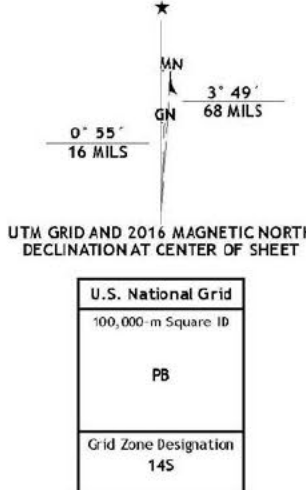 MN
3° 49´
68 MILS
GN
0° 55´
16 MILS
UTM GRID AND 2016 MAGNETIC NORTH
DECLINATION AT CENTER OF SHEET
U.S. National Grid
100,000-m Square ID
PB
Grid Zone Designation
14S